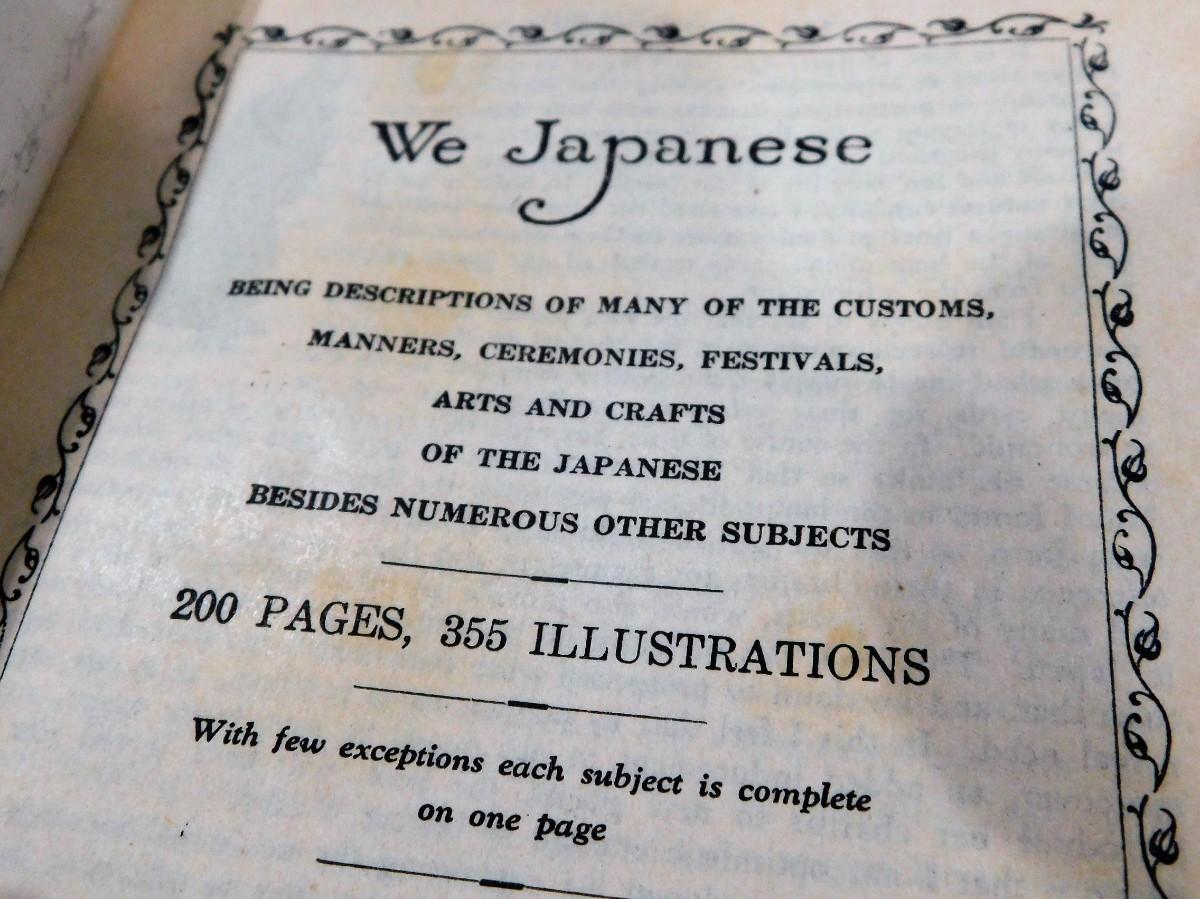 We Japanese
BEING DESCRIPTIONS OF MANY OF THE CUSTOMS,
MANNERS, CEREMONIES, FESTIVALS,
ARTS AND CRAFTS
OF THE JAPANESE
BESIDES NUMEROUS OTHER SUBJECTS
200 PAGES, 355 ILLUSTRATIONS
With few exceptions each subject is complete
on one page